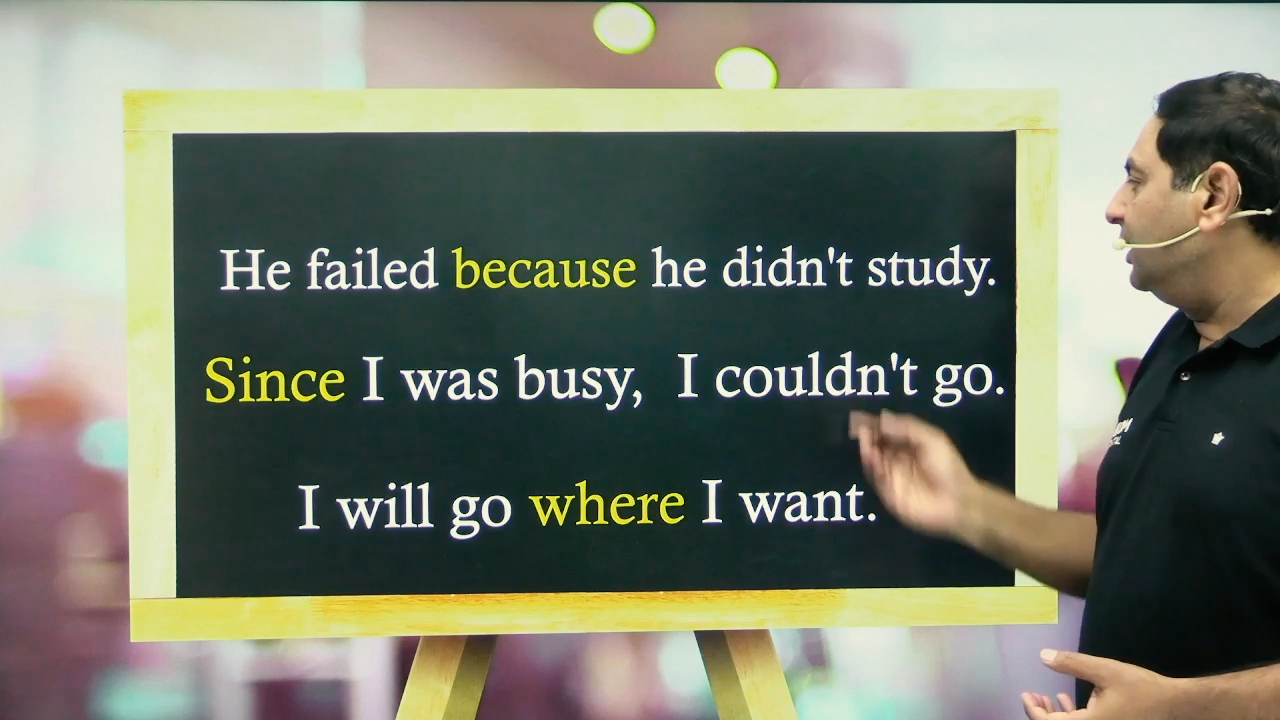 He failed because he didn't study.
Since I was busy, I couldn't go.
I will go where I want.